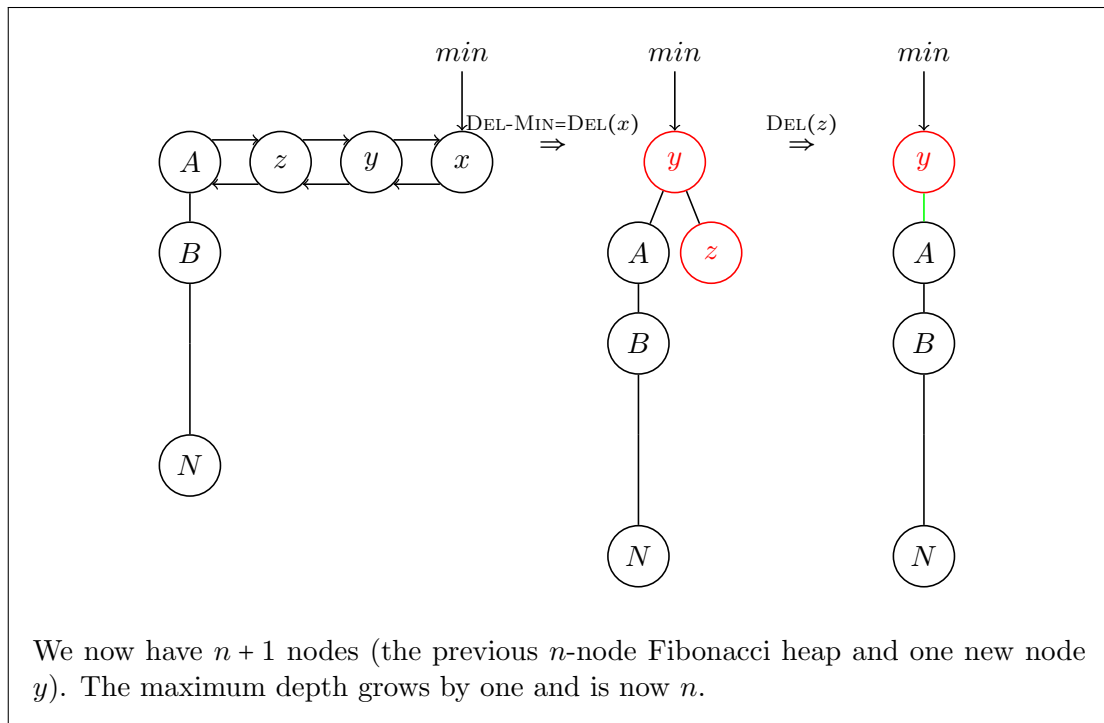 min min min
DEL-MIN=DEL(x) DEL(z)
⇒ ⇒
A z y x y y
B A z A
B B
N
N N
We now have n + 1 nodes (the previous n-node Fibonacci heap and one new node
y). The maximum depth grows by one and is now n.